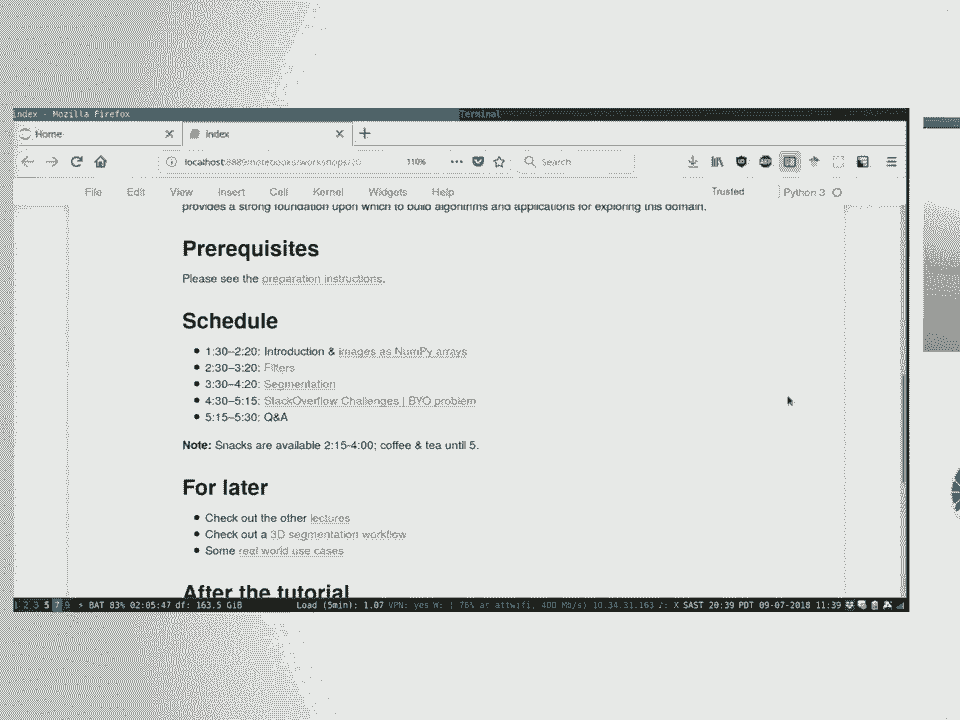 index - Mozilla Firefox
Terminal
Home
index
localhost:8889/notebooks/workshops/20
110%
Search
File Edit View Insert Cell Kernel Widgets Help
Trusted
Python 3
provides a strong foundation upon which to build algorithms and applications for exploring this domain.
Prerequisites
Please see the preparation instructions.
Schedule
1:30–2:20: Introduction & images as NumPy arrays
2:30–3:20: Filters
3:30–4:20: Segmentation
4:30–5:15: StackOverflow Challenges | BYO problem
5:15–5:30: Q&A
Note: Snacks are available 2:15-4:00; coffee & tea until 5.
For later
Check out the other lectures
Check out a 3D segmentation workflow
Some real world use cases
After the tutorial
1 2 3 5 7 9 ⚡ BAT 83% 02:05:47 df: 163.5 GiB Load (5min): 1.07 VPN: yes W: ( 76% at attwifi, 400 Mb/s) 10.34.31.163 ♪: X SAST 20:39 PDT 09-07-2018 11:39